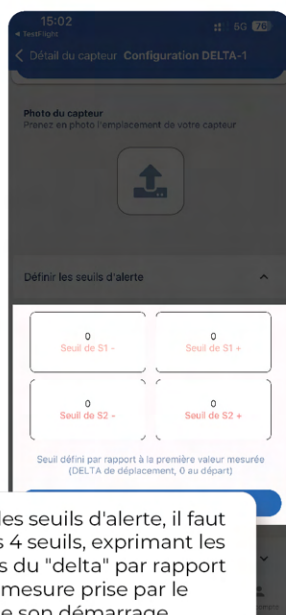 15:02
5G 76
◂ TestFlight
Détail du capteur Configuration DELTA-1
Photo du capteur
Prenez en photo l'emplacement de votre capteur
Définir les seuils d'alerte
0 0
Seuil de S1 - Seuil de S1 +
0 0
Seuil de S2 - Seuil de S2 +
Seuil défini par rapport à la première valeur mesurée
(DELTA de déplacement, 0 au départ)
les seuils d'alerte, il faut
s 4 seuils, exprimant les
s du "delta" par rapport
mesure prise par le
e son démarrage